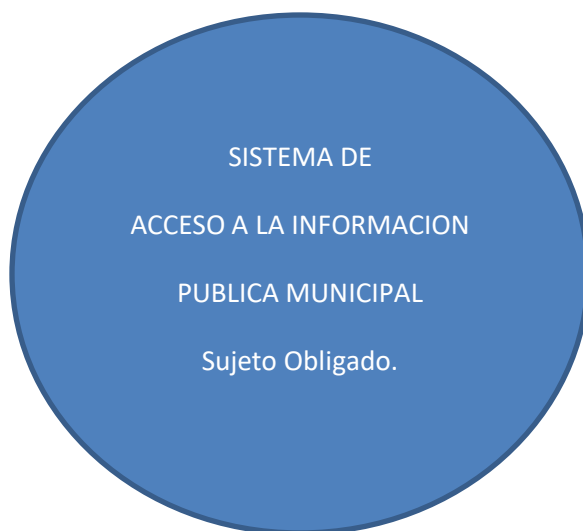 SISTEMA DE
ACCESO A LA INFORMACION
PUBLICA MUNICIPAL
Sujeto Obligado.